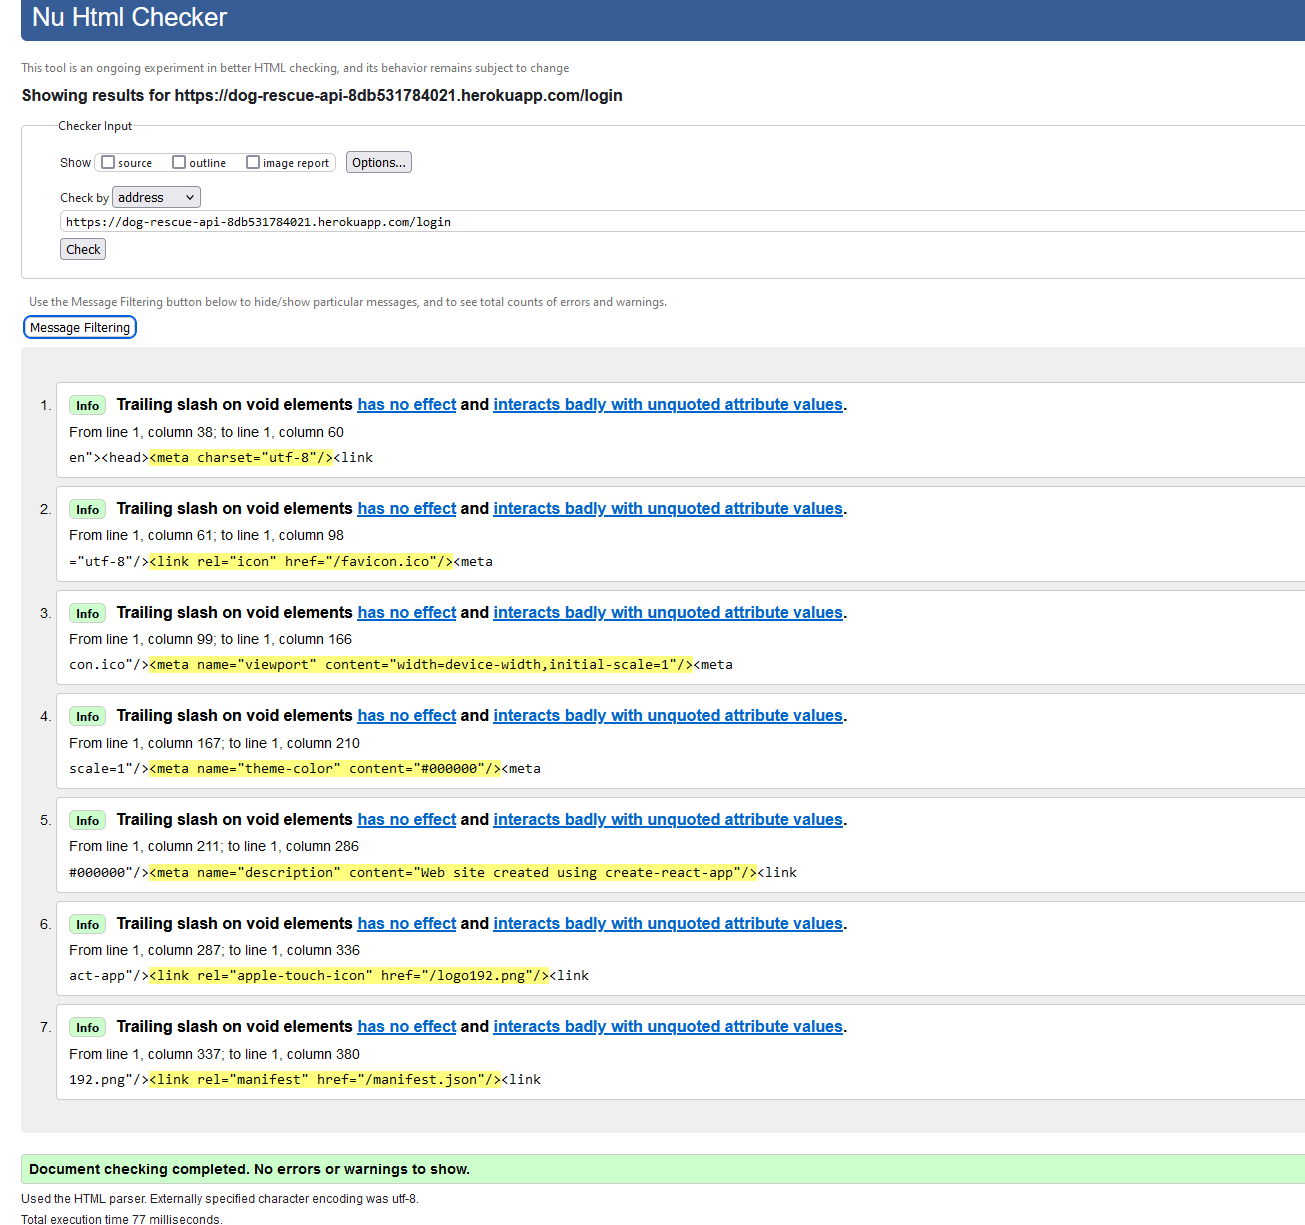 Nu Html Checker
This tool is an ongoing experiment in better HTML checking, and its behavior remains subject to change
Showing results for https://dog-rescue-api-8db531784021.herokuapp.com/login
Checker Input
Show source outline image report Options...
Check by address
https://dog-rescue-api-8db531784021.herokuapp.com/login
Check
Use the Message Filtering button below to hide/show particular messages, and to see total counts of errors and warnings.
Message Filtering
1. Info Trailing slash on void elements has no effect and interacts badly with unquoted attribute values.
From line 1, column 38; to line 1, column 60
en"><head><meta charset="utf-8"/><link
2. Info Trailing slash on void elements has no effect and interacts badly with unquoted attribute values.
From line 1, column 61; to line 1, column 98
="utf-8"/><link rel="icon" href="/favicon.ico"/><meta
3. Info Trailing slash on void elements has no effect and interacts badly with unquoted attribute values.
From line 1, column 99; to line 1, column 166
con.ico"/><meta name="viewport" content="width=device-width,initial-scale=1"/><meta
4. Info Trailing slash on void elements has no effect and interacts badly with unquoted attribute values.
From line 1, column 167; to line 1, column 210
scale=1"/><meta name="theme-color" content="#000000"/><meta
5. Info Trailing slash on void elements has no effect and interacts badly with unquoted attribute values.
From line 1, column 211; to line 1, column 286
#000000"/><meta name="description" content="Web site created using create-react-app"/><link
6. Info Trailing slash on void elements has no effect and interacts badly with unquoted attribute values.
From line 1, column 287; to line 1, column 336
act-app"/><link rel="apple-touch-icon" href="/logo192.png"/><link
7. Info Trailing slash on void elements has no effect and interacts badly with unquoted attribute values.
From line 1, column 337; to line 1, column 380
192.png"/><link rel="manifest" href="/manifest.json"/><link
Document checking completed. No errors or warnings to show.
Used the HTML parser. Externally specified character encoding was utf-8.
Total execution time 77 milliseconds.